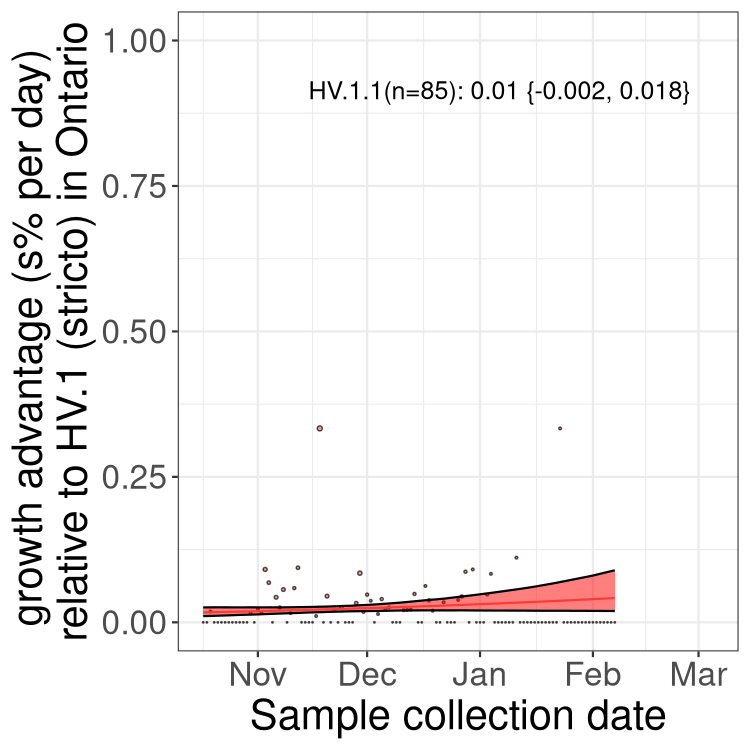 growth advantage (s% per day)
relative to HV.1 (stricto) in Ontario
1.00
0.75
0.50
0.25
0.00
HV.1.1(n=85): 0.01 {-0.002, 0.018}
Nov Dec Jan Feb Mar
Sample collection date